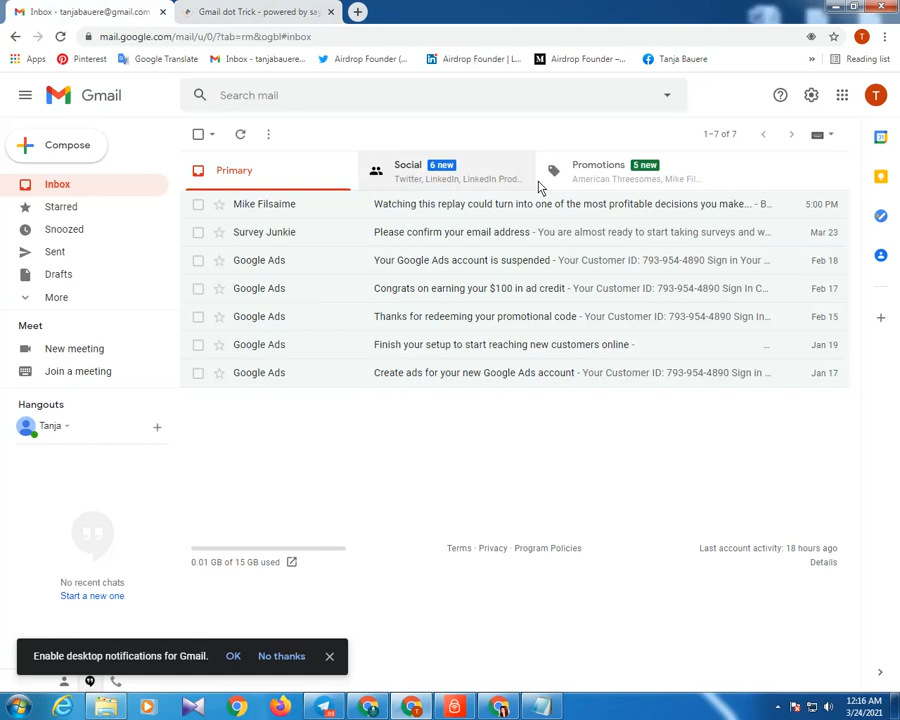 Inbox - tanjabauere@gmail.com
Gmail dot Trick - powered by say
mail.google.com/mail/u/0/?tab=rm&ogbl#inbox
T
Apps
Pinterest
Google Translate
Inbox - tanjabauere...
Airdrop Founder (...
Airdrop Founder | L...
Airdrop Founder –...
Tanja Bauere
»
Reading list
Gmail
Search mail
T
Compose
1–7 of 7
Primary
Social 6 new
Twitter, LinkedIn, LinkedIn Prod...
Promotions 5 new
American Threesomes, Mike Fil...
Inbox
Starred
Snoozed
Sent
Drafts
More
Mike Filsaime Watching this replay could turn into one of the most profitable decisions you make... - B... 5:00 PM
Survey Junkie Please confirm your email address - You are almost ready to start taking surveys and w... Mar 23
Google Ads Your Google Ads account is suspended - Your Customer ID: 793-954-4890 Sign in Your ... Feb 18
Google Ads Congrats on earning your $100 in ad credit - Your Customer ID: 793-954-4890 Sign In C... Feb 17
Google Ads Thanks for redeeming your promotional code - Your Customer ID: 793-954-4890 Sign In... Feb 15
Google Ads Finish your setup to start reaching new customers online - ... Jan 19
Google Ads Create ads for your new Google Ads account - Your Customer ID: 793-954-4890 Sign in ... Jan 17
Meet
New meeting
Join a meeting
Hangouts
Tanja
No recent chats
Start a new one
0.01 GB of 15 GB used
Terms · Privacy · Program Policies
Last account activity: 18 hours ago
Details
Enable desktop notifications for Gmail. OK No thanks
12:16 AM
3/24/2021